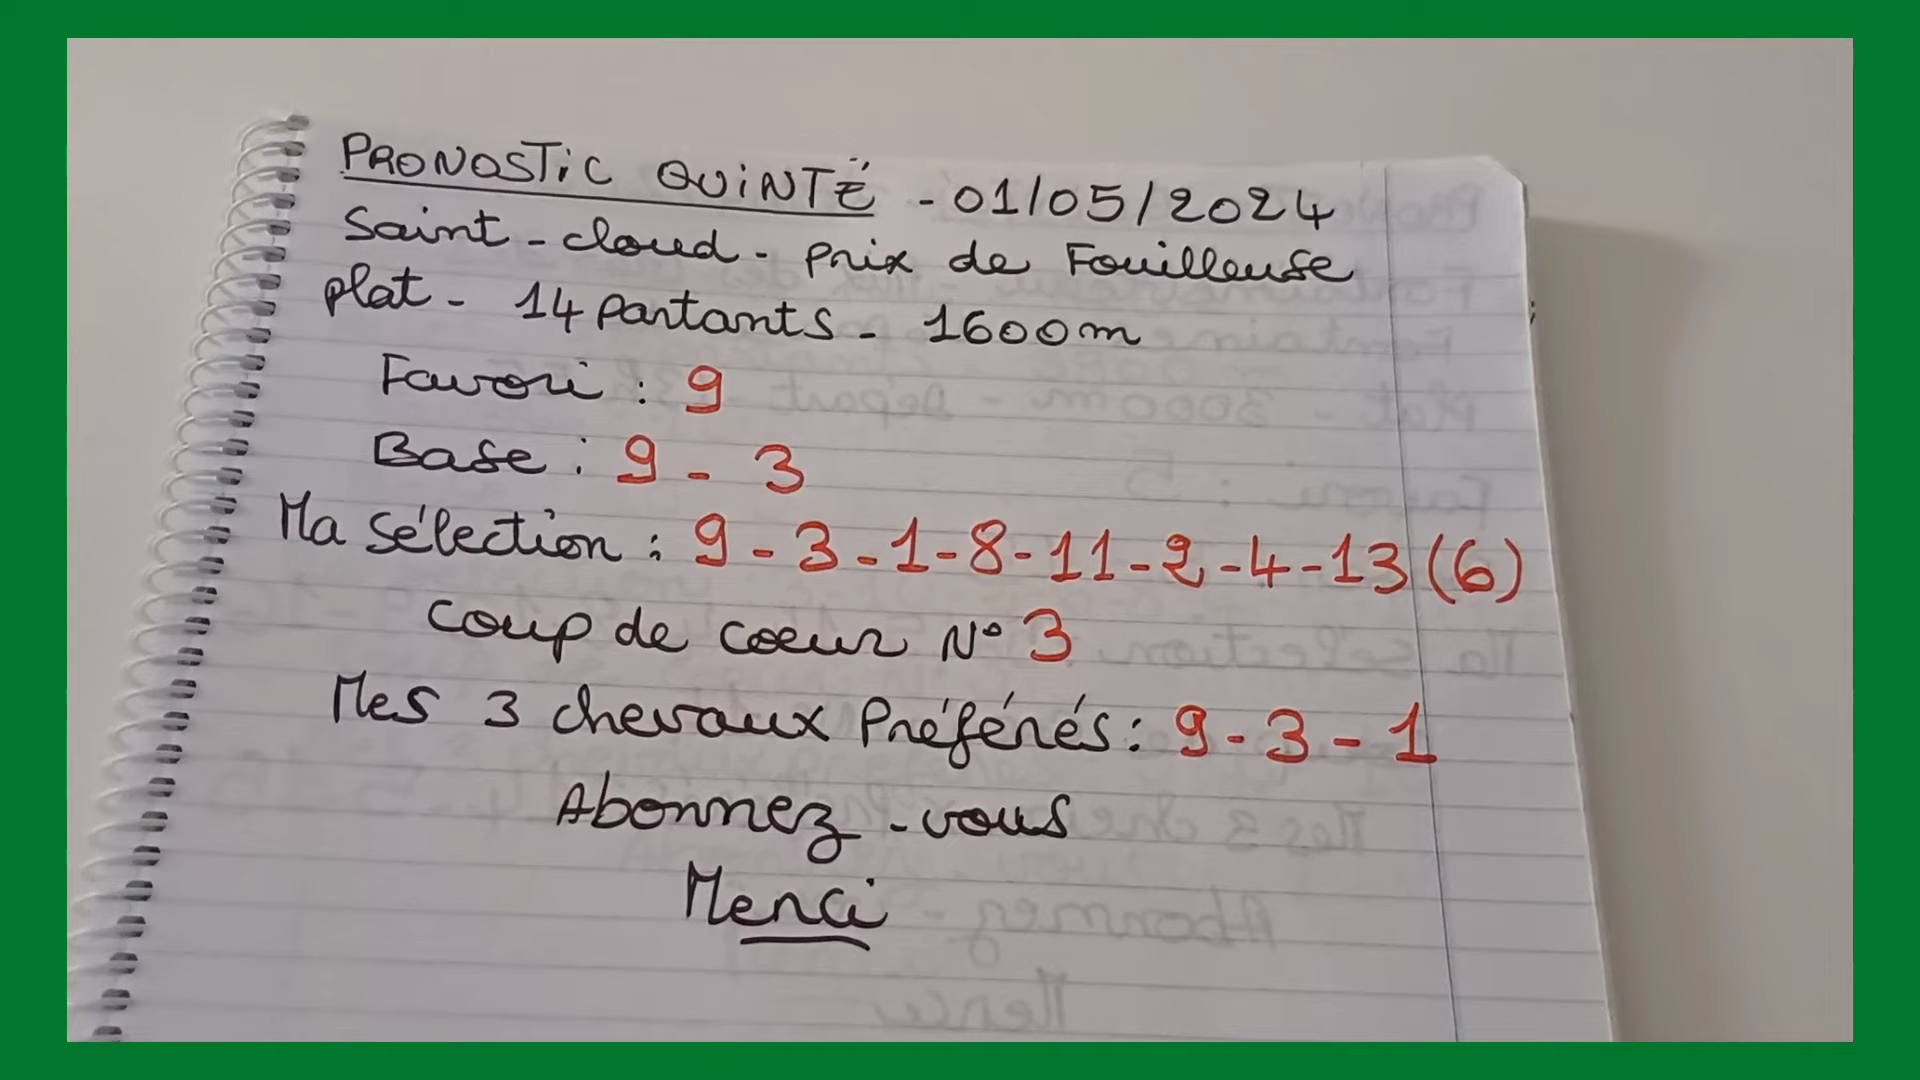 PRONOSTiC QUiNTÉ - 01/05/2024
Saint-cloud - prix de Fouilleuse
plat - 14 Partants - 1600m
Favori : 9
Base : 9 - 3
Ma Sélection : 9 - 3 - 1 - 8 - 11 - 2 - 4 - 13 (6)
coup de coeur N° 3
Mes 3 chevaux Préférés : 9 - 3 - 1
Abonnez-vous
Merci